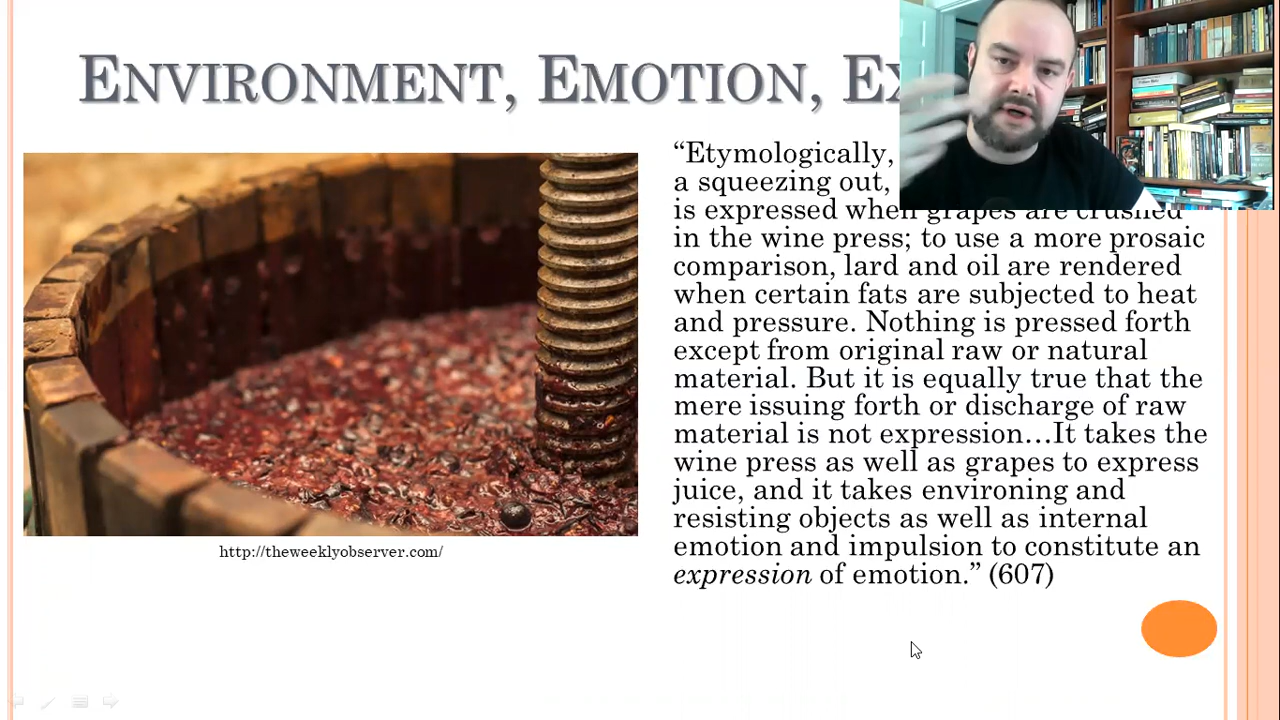 ENVIRONMENT, EMOTION, EX
“Etymologically,
a squeezing out,
is expressed when grapes are crushed
in the wine press; to use a more prosaic
comparison, lard and oil are rendered
when certain fats are subjected to heat
and pressure. Nothing is pressed forth
except from original raw or natural
material. But it is equally true that the
mere issuing forth or discharge of raw
material is not expression…It takes the
wine press as well as grapes to express
juice, and it takes environing and
resisting objects as well as internal
emotion and impulsion to constitute an
expression of emotion.” (607)
http://theweeklyobserver.com/